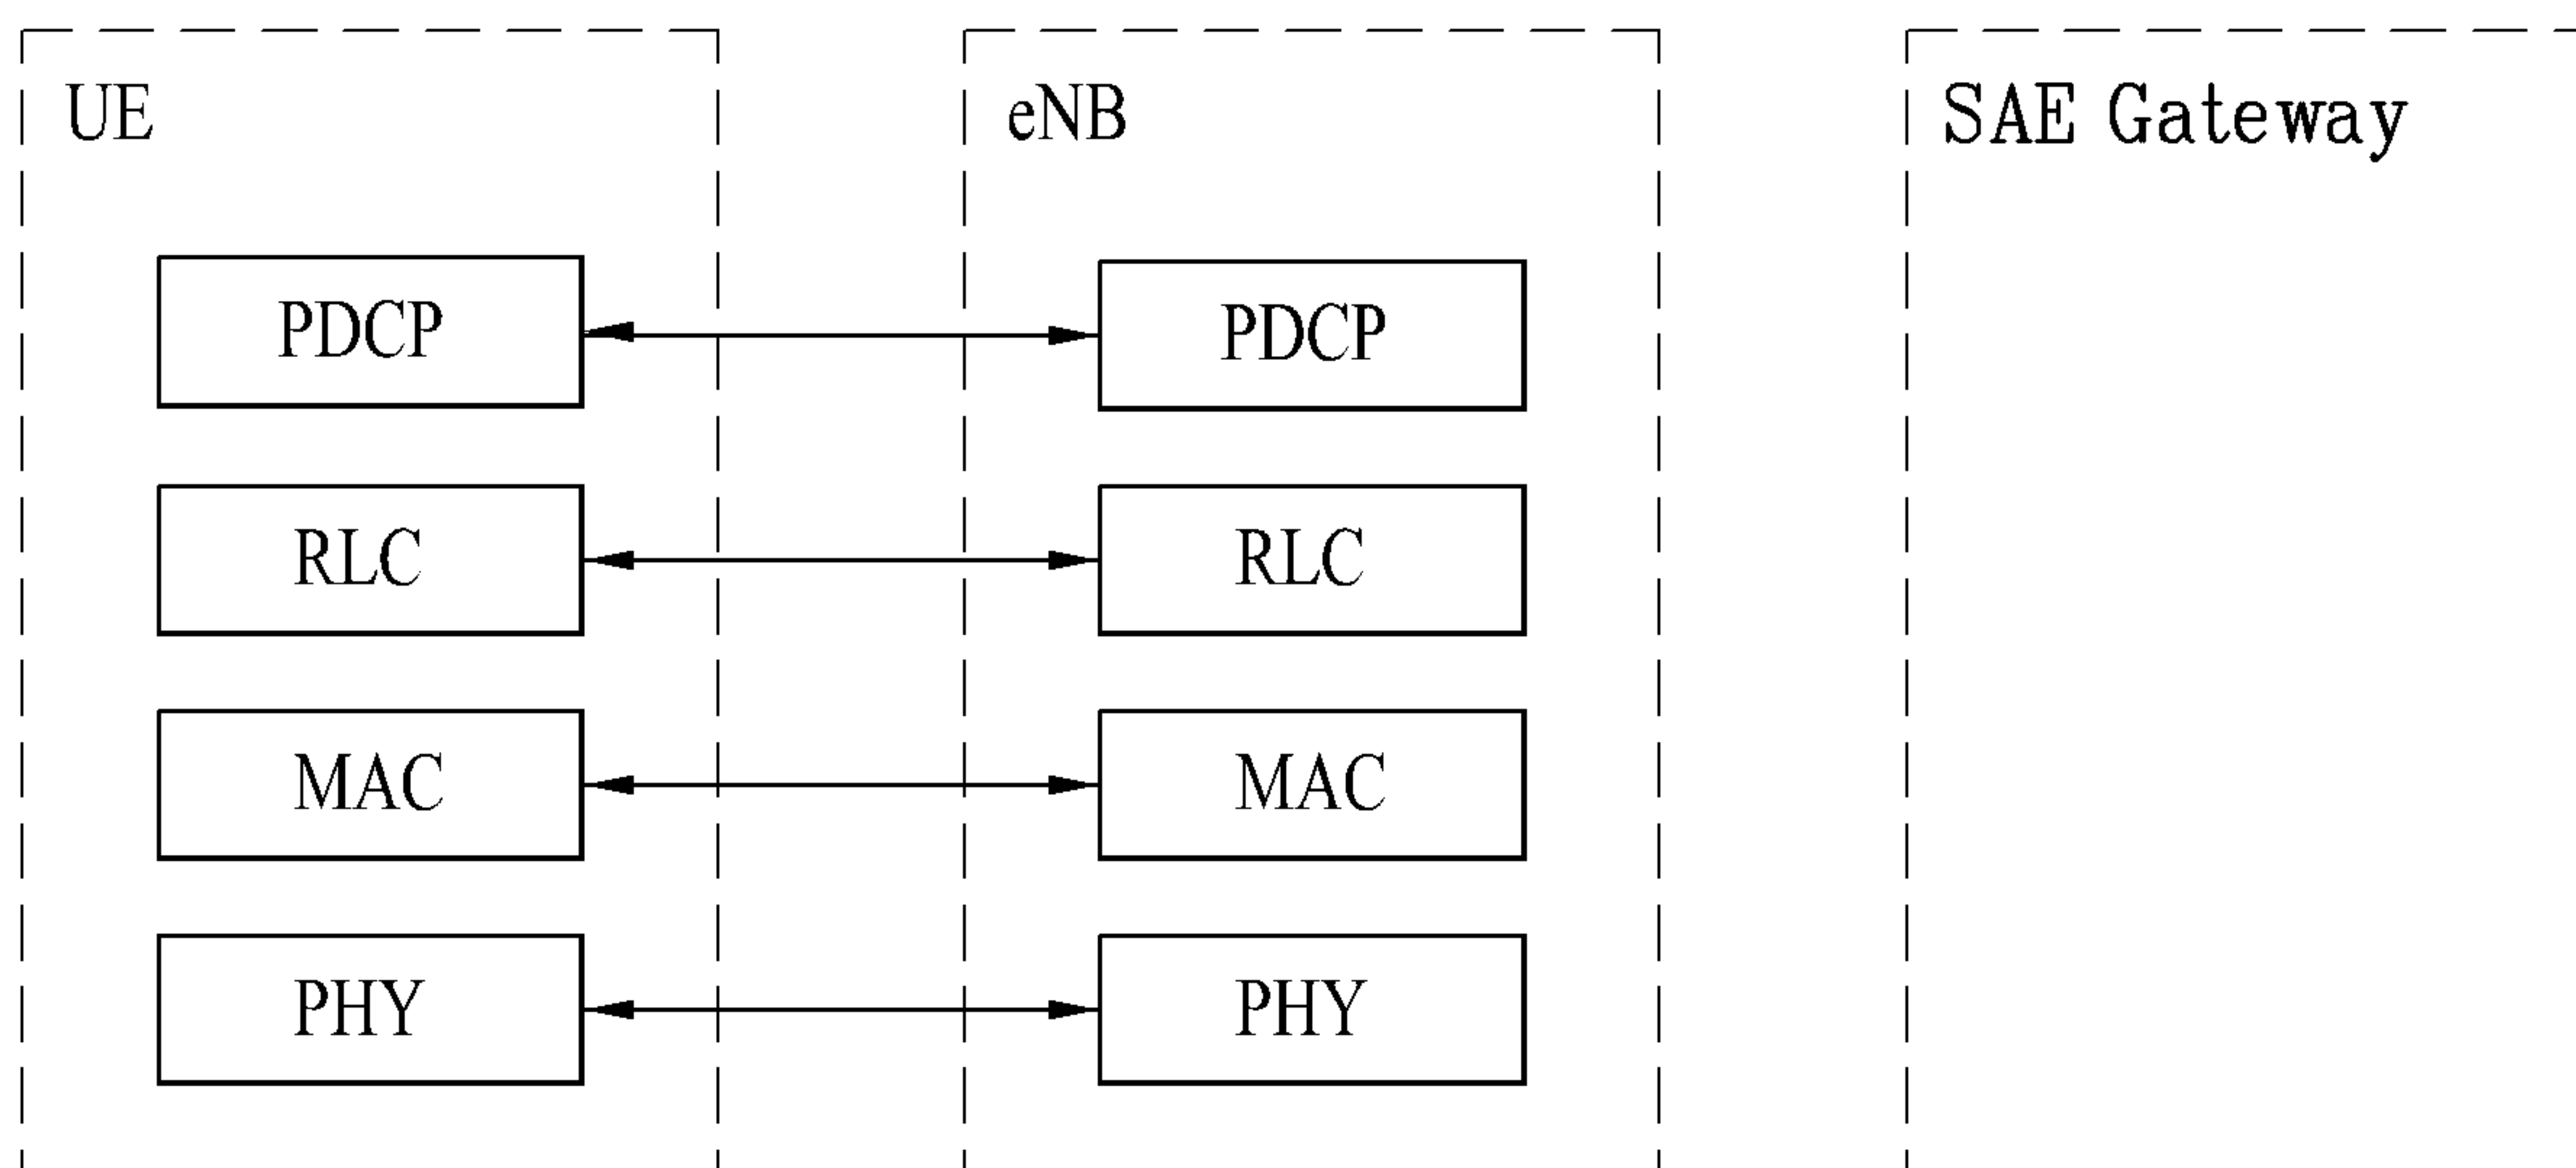 UE
eNB
SAE Gateway
PDCP
PDCP
RLC
RLC
MAC
MAC
PHY
PHY